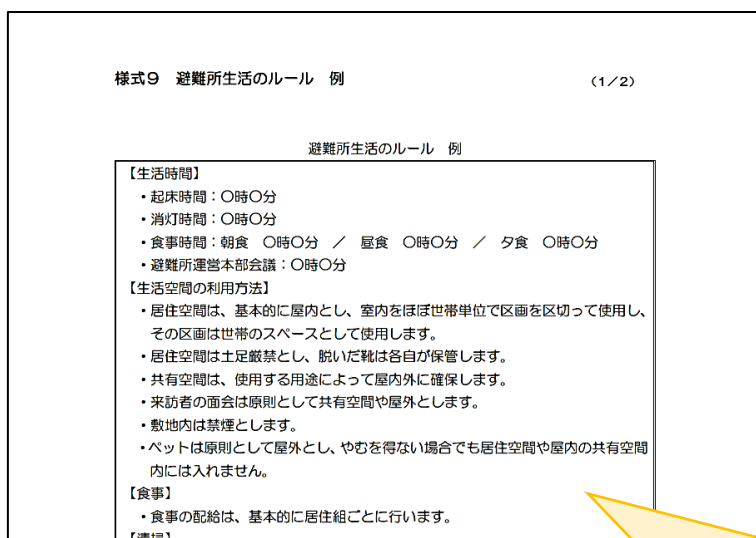 様式9　避難所生活のルール　例
（1／2）
避難所生活のルール　例
【生活時間】
・起床時間：〇時〇分
・消灯時間：〇時〇分
・食事時間：朝食　〇時〇分　／　昼食　〇時〇分　／　夕食　〇時〇分
・避難所運営本部会議：〇時〇分
【生活空間の利用方法】
・居住空間は、基本的に屋内とし、室内をほぼ世帯単位で区画を区切って使用し、
その区画は世帯のスペースとして使用します。
・居住空間は土足厳禁とし、脱いだ靴は各自が保管します。
・共有空間は、使用する用途によって屋内外に確保します。
・来訪者の面会は原則として共有空間や屋外とします。
・敷地内は禁煙とします。
・ペットは原則として屋外とし、やむを得ない場合でも居住空間や屋内の共有空間
内には入れません。
【食事】
・食事の配給は、基本的に居住組ごとに行います。